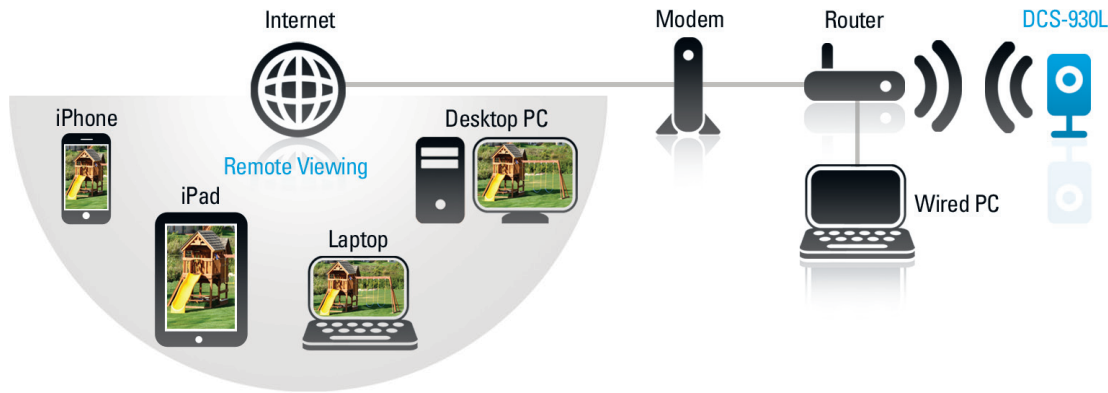 Internet
Modem
Router
DCS-930L
iPhone
Desktop PC
Remote Viewing
iPad
Wired PC
Laptop